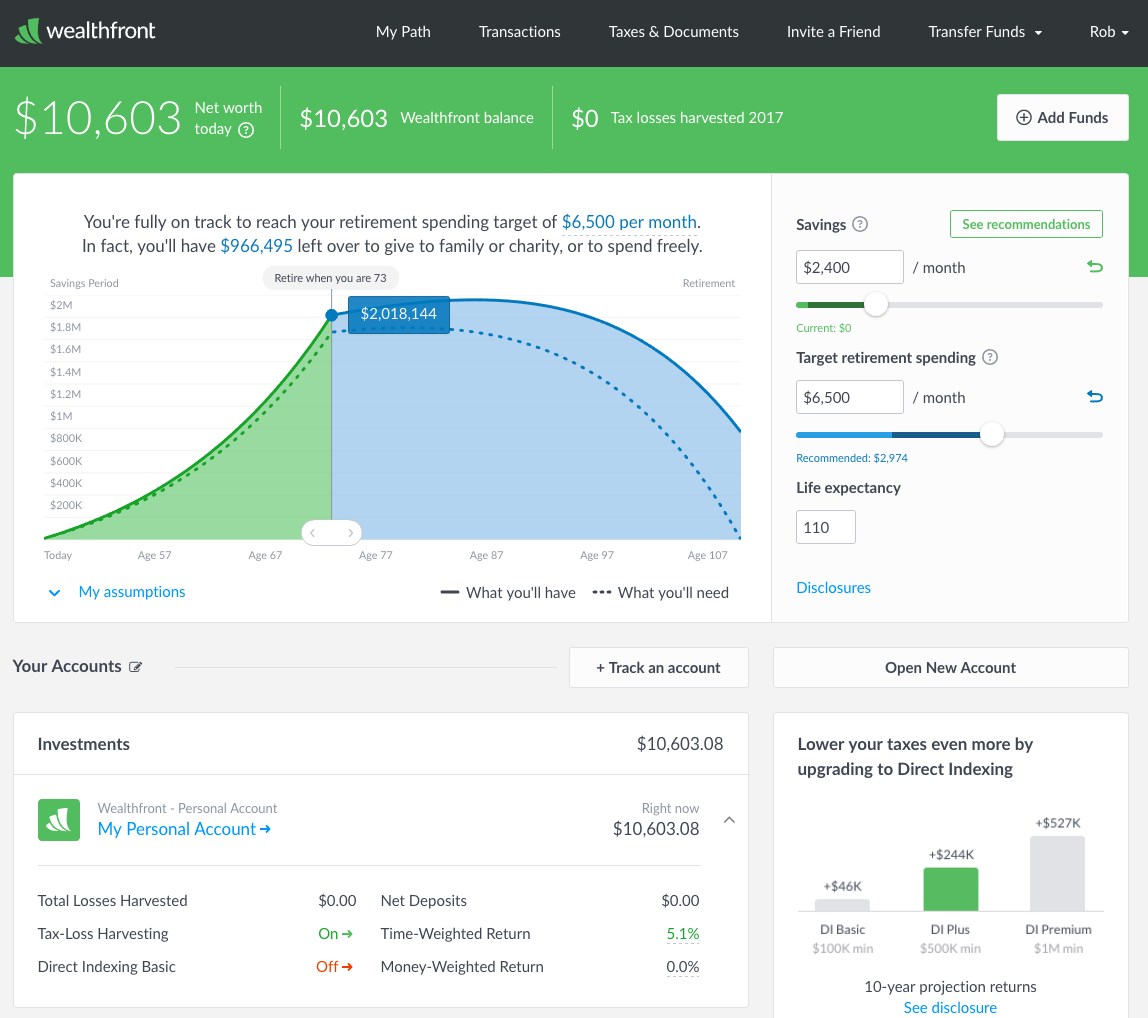 wealthfront
My Path
Transactions
Taxes & Documents
Invite a Friend
Transfer Funds
Rob
$10,603
Net worth
today ?
$10,603 Wealthfront balance
$0 Tax losses harvested 2017
Add Funds
You're fully on track to reach your retirement spending target of $6,500 per month.
In fact, you'll have $966,495 left over to give to family or charity, or to spend freely.
Retire when you are 73
Savings Period
Retirement
$2M
$1.8M
$1.6M
$1.4M
$1.2M
$1M
$800K
$600K
$400K
$200K
$2,018,144
Today
Age 57
Age 67
Age 77
Age 87
Age 97
Age 107
My assumptions
What you'll have
What you'll need
Savings ?
See recommendations
$2,400 / month
Current: $0
Target retirement spending ?
$6,500 / month
Recommended: $2,974
Life expectancy
110
Disclosures
Your Accounts
+ Track an account
Open New Account
Investments
$10,603.08
Wealthfront - Personal Account
My Personal Account
Right now
$10,603.08
Total Losses Harvested $0.00
Net Deposits $0.00
Tax-Loss Harvesting On
Time-Weighted Return 5.1%
Direct Indexing Basic Off
Money-Weighted Return 0.0%
Lower your taxes even more by
upgrading to Direct Indexing
+$46K
+$244K
+$527K
DI Basic
DI Plus
DI Premium
$100K min
$500K min
$1M min
10-year projection returns
See disclosure